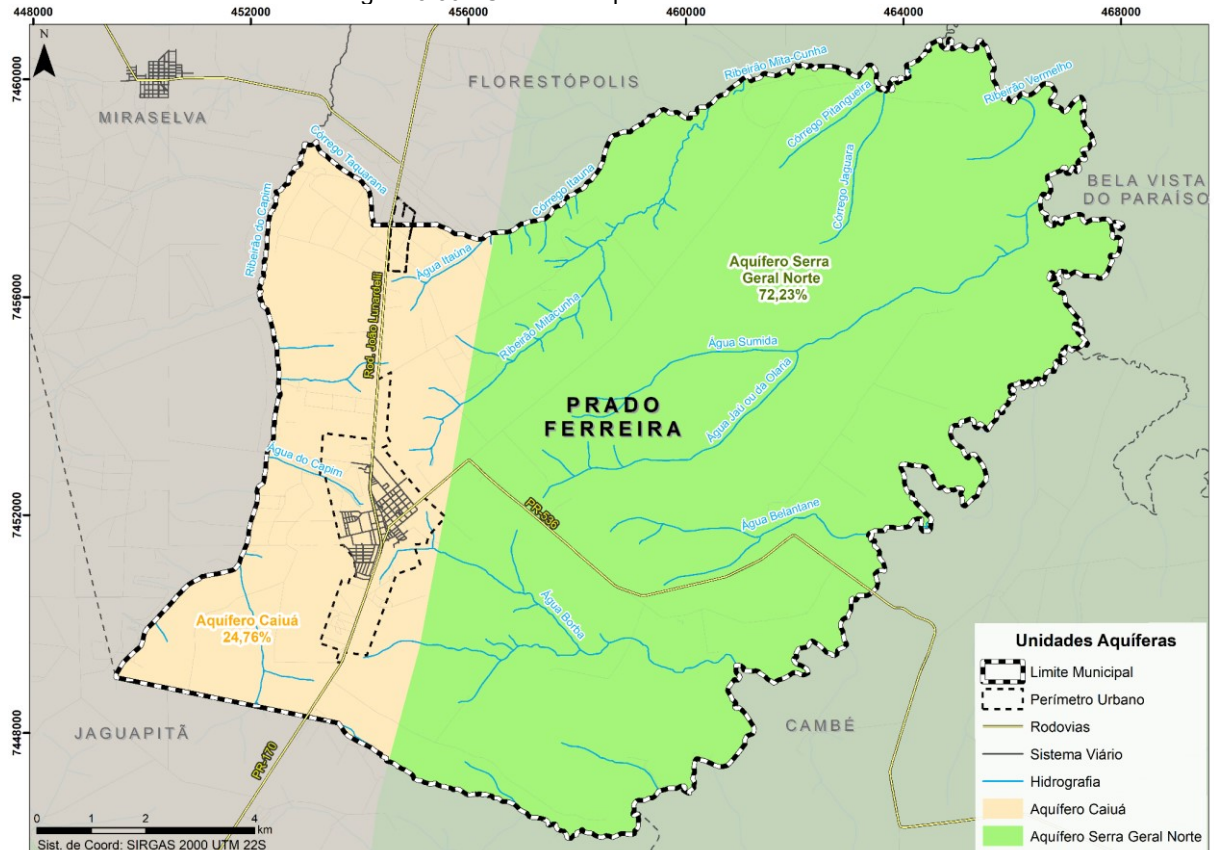 448000
452000
456000
460000
464000
468000
N
7460000
7456000
7452000
7448000
MIRASELVA
FLORESTÓPOLIS
Ribeirão Mita-Cunha
Córrego Pitangueira
Ribeirão Vermelho
Córrego Taquarana
Ribeirão do Capim
Córrego Itaúna
Córrego Jaguara
BELA VISTA
DO PARAÍSO
Água Itaúna
Aquífero Serra
Geral Norte
72,23%
Rod. João Lunardelli
Ribeirão Mitacunha
Água Sumida
Água Jaú ou da Olaria
PRADO
FERREIRA
Água do Capim
PR-536
Água Belantane
Aquífero Caiuá
24,76%
Água Borba
JAGUAPITÃ
PR-170
CAMBÉ
Unidades Aquíferas
Limite Municipal
Perímetro Urbano
Rodovias
Sistema Viário
Hidrografia
Aquífero Caiuá
Aquífero Serra Geral Norte
0 1 2 4
km
Sist. de Coord: SIRGAS 2000 UTM 22S